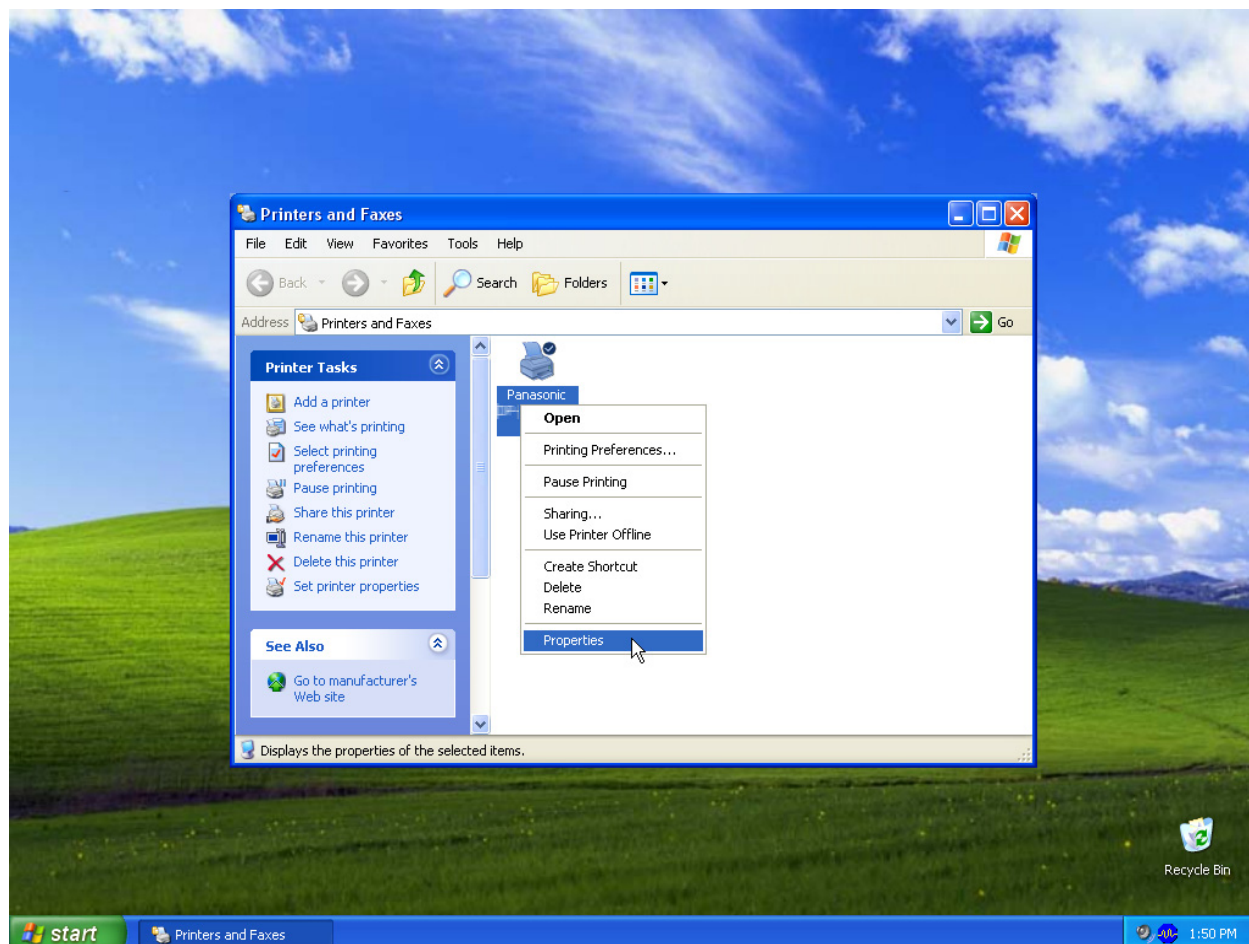 Printers and Faxes
File Edit View Favorites Tools Help
Back Search Folders
Address Printers and Faxes Go
Printer Tasks
Add a printer
See what's printing
Select printing
preferences
Pause printing
Share this printer
Rename this printer
Delete this printer
Set printer properties
See Also
Go to manufacturer's
Web site
Panasonic
Open
Printing Preferences...
Pause Printing
Sharing...
Use Printer Offline
Create Shortcut
Delete
Rename
Properties
Displays the properties of the selected items.
Recycle Bin
start Printers and Faxes 1:50 PM